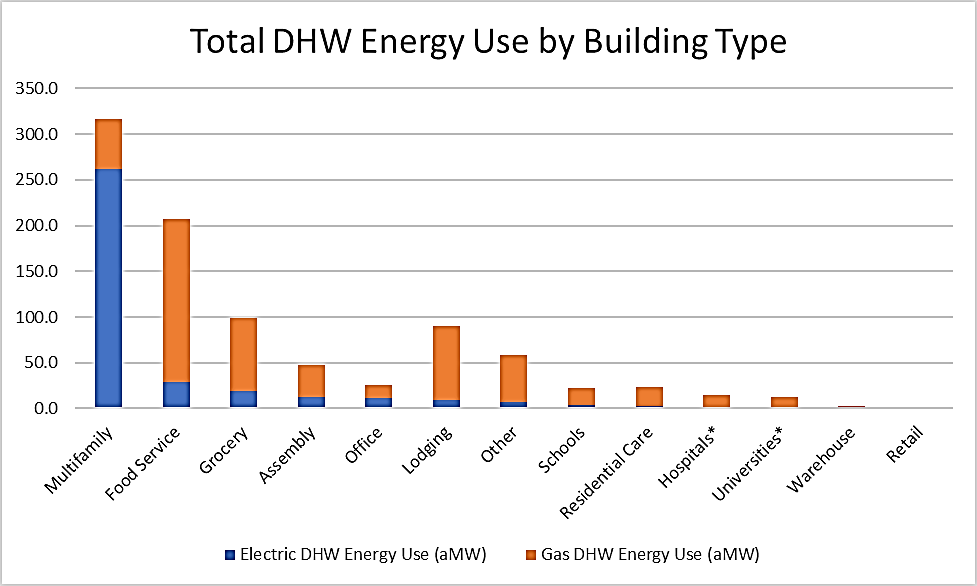 Total DHW Energy Use by Building Type
350.0
300.0
250.0
200.0
150.0
100.0
50.0
0.0
Multifamily
Food Service
Grocery
Assembly
Office
Lodging
Other
Schools
Residential Care
Hospitals*
Universities*
Warehouse
Retail
Electric DHW Energy Use (aMW) Gas DHW Energy Use (aMW)